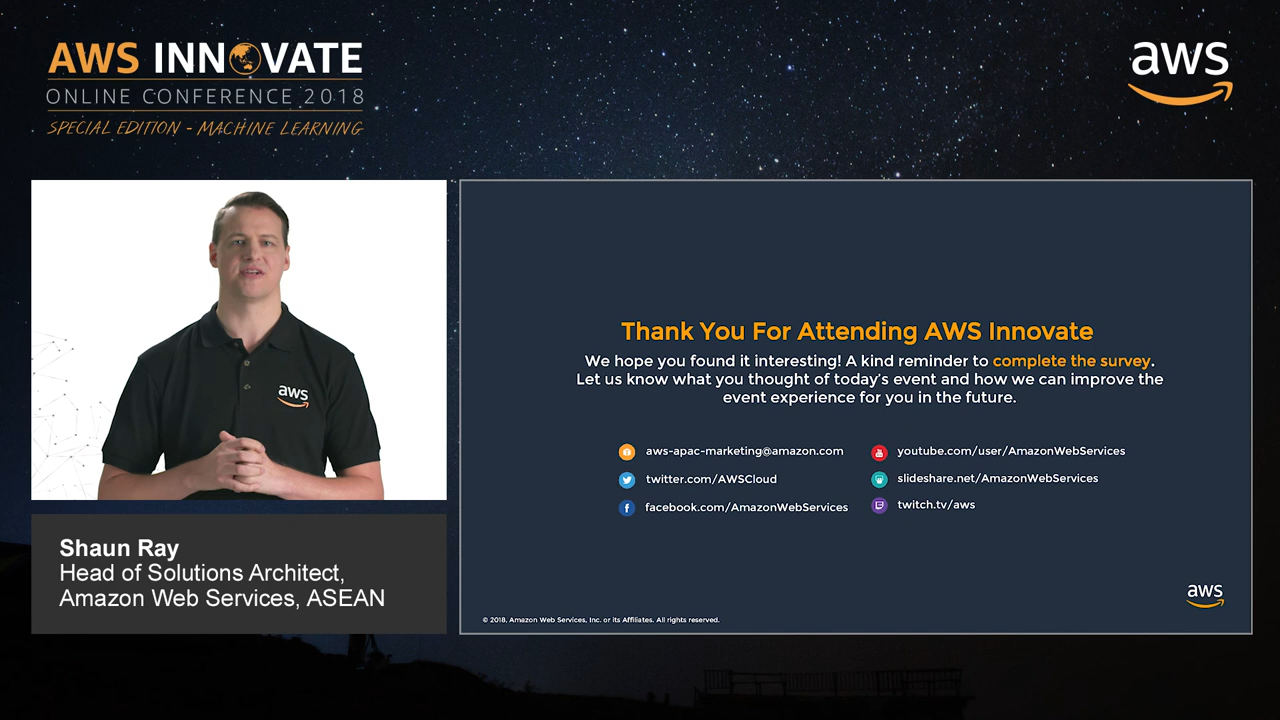 AWS INNOVATE
ONLINE CONFERENCE 2018
SPECIAL EDITION - MACHINE LEARNING
aws
aws
Shaun Ray
Head of Solutions Architect,
Amazon Web Services, ASEAN
Thank You For Attending AWS Innovate
We hope you found it interesting! A kind reminder to complete the survey.
Let us know what you thought of today's event and how we can improve the
event experience for you in the future.
aws-apac-marketing@amazon.com
twitter.com/AWSCloud
facebook.com/AmazonWebServices
youtube.com/user/AmazonWebServices
slideshare.net/AmazonWebServices
twitch.tv/aws
aws
© 2018, Amazon Web Services, Inc. or its Affiliates. All rights reserved.